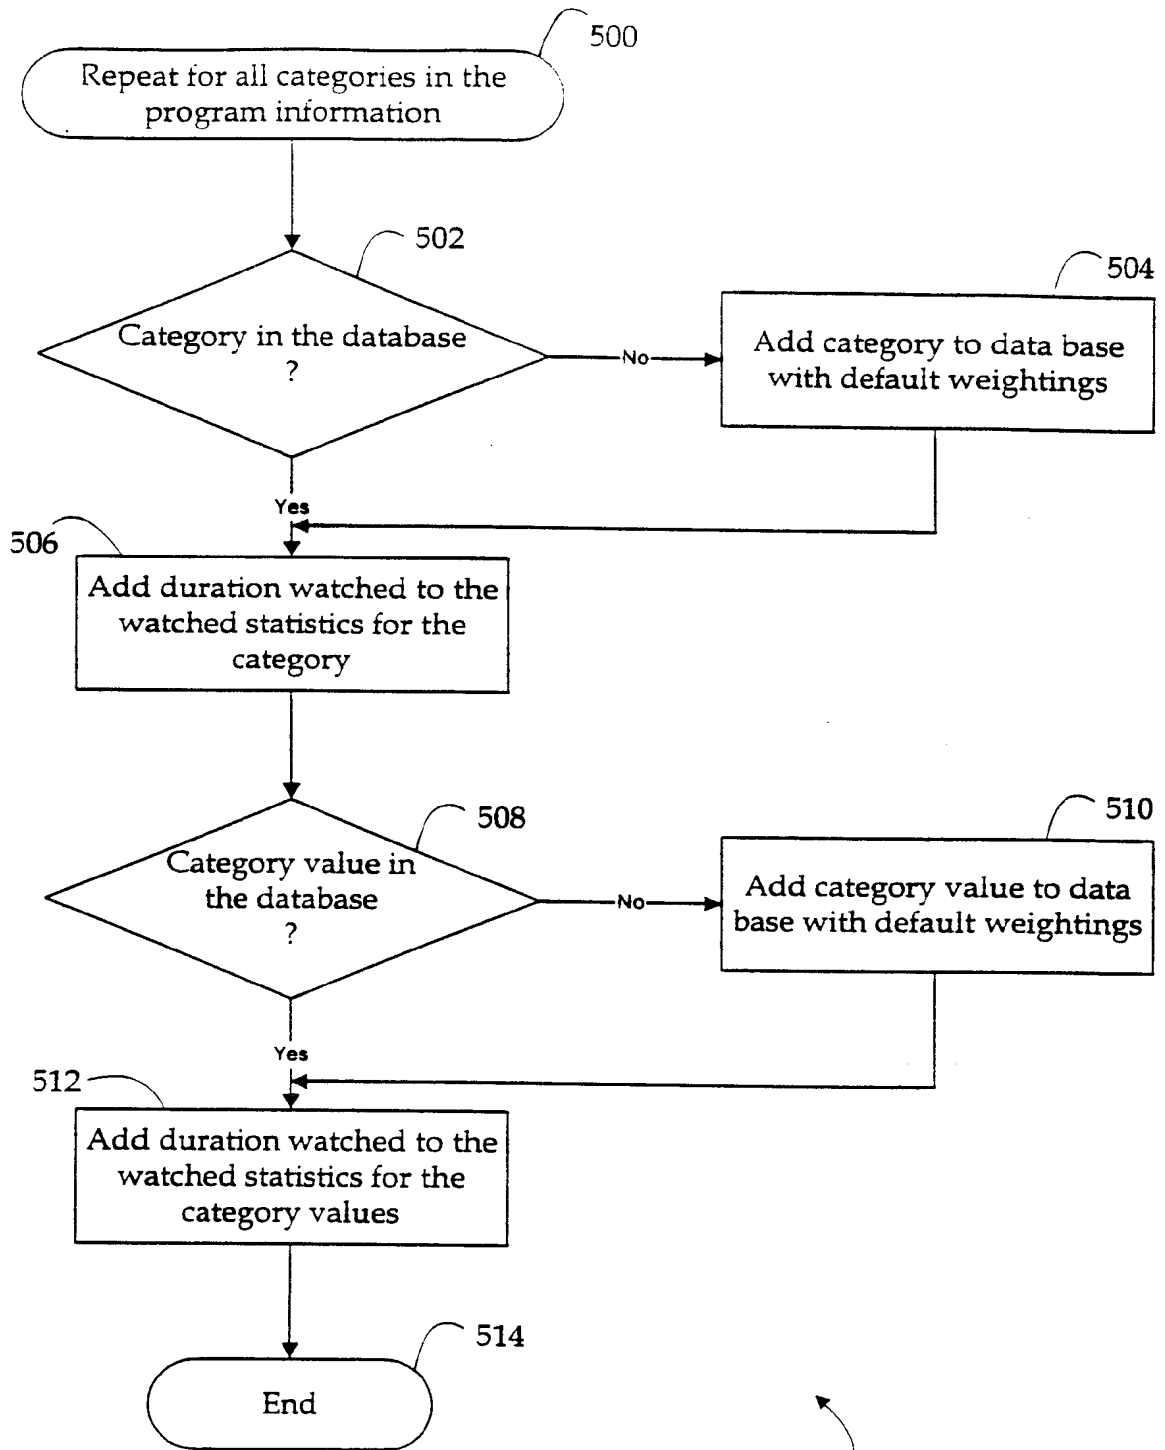 500
Repeat for all categories in the
program information
502
Category in the database
?
No
504
Add category to data base
with default weightings
Yes
506
Add duration watched to the
watched statistics for the
category
508
Category value in
the database
?
No
510
Add category value to data
base with default weightings
Yes
512
Add duration watched to the
watched statistics for the
category values
514
End